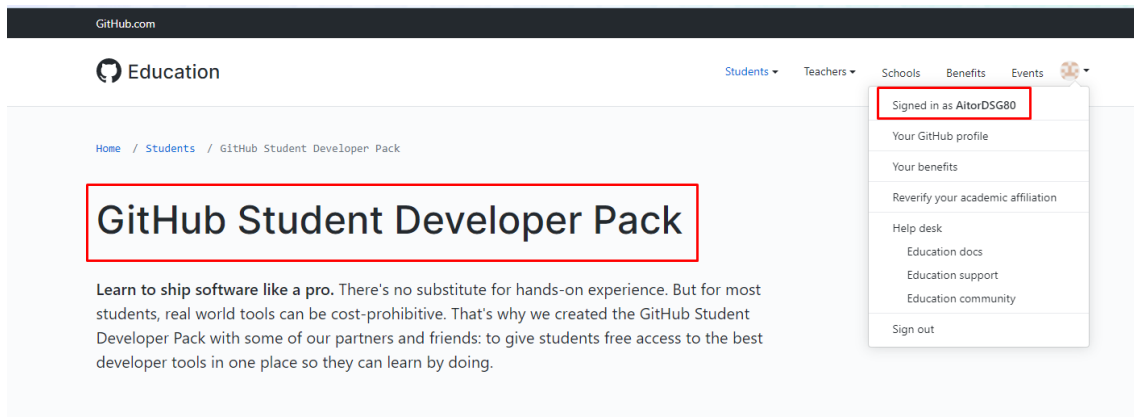 GitHub.com
Education
Students
Teachers
Schools
Benefits
Events
Signed in as AitorDSG80
Your GitHub profile
Your benefits
Reverify your academic affiliation
Help desk
Education docs
Education support
Education community
Sign out
Home / Students / GitHub Student Developer Pack
GitHub Student Developer Pack
Learn to ship software like a pro. There's no substitute for hands-on experience. But for most
students, real world tools can be cost-prohibitive. That's why we created the GitHub Student
Developer Pack with some of our partners and friends: to give students free access to the best
developer tools in one place so they can learn by doing.